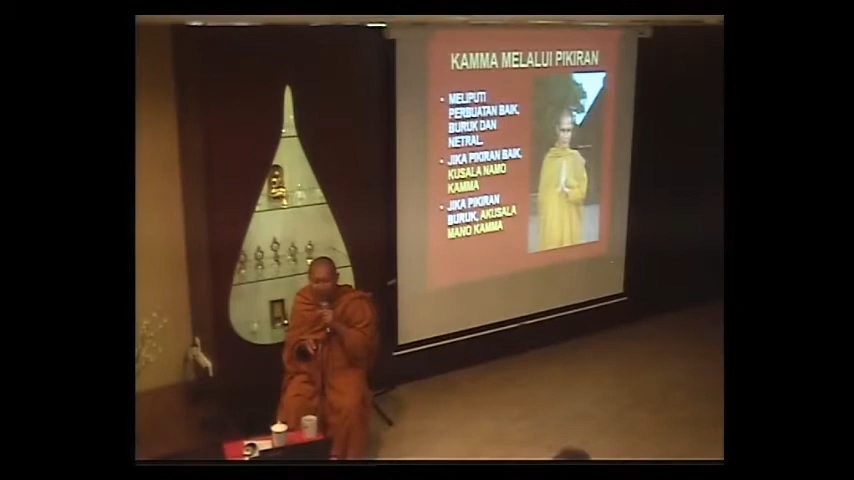 KAMMA MELALUI PIKIRAN
• MELIPUTI
PERBUATAN BAIK,
BURUK DAN
NETRAL.
• JIKA PIKIRAN BAIK,
KUSALA NAMO
KAMMA
• JIKA PIKIRAN
BURUK, AKUSALA
MANO KAMMA